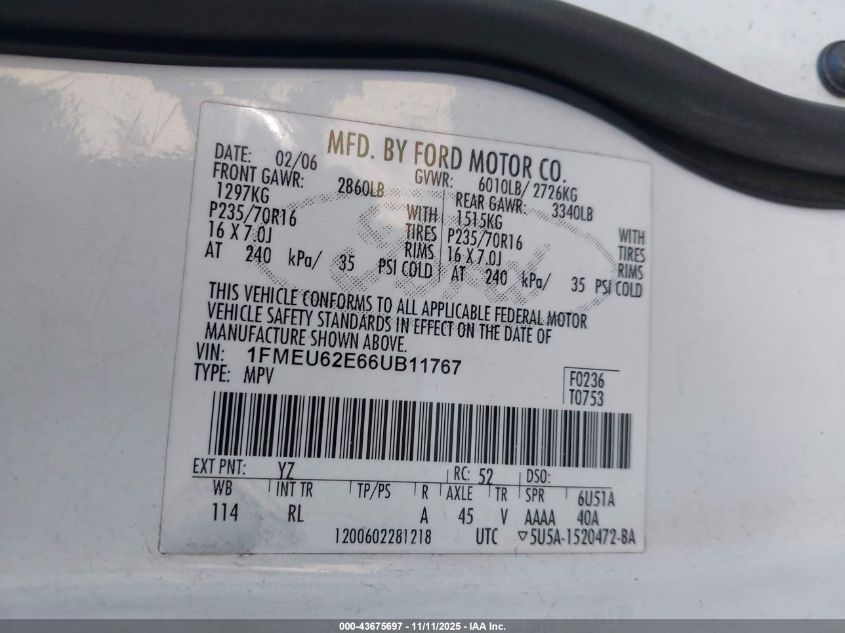 MFD. BY FORD MOTOR CO.
DATE: 02/06 GVWR: 6010LB/ 2726KG
FRONT GAWR: 2860LB REAR GAWR: 3340LB
1297KG WITH 1515KG WITH
P235/70R16 TIRES P235/70R16 TIRES
16 X 7.0J RIMS 16 X 7.0J RIMS
AT 240 kPa/ 35 PSI COLD AT 240 kPa/ 35 PSI COLD
THIS VEHICLE CONFORMS TO ALL APPLICABLE FEDERAL MOTOR
VEHICLE SAFETY STANDARDS IN EFFECT ON THE DATE OF
MANUFACTURE SHOWN ABOVE.
VIN: 1FMEU62E66UB11767
TYPE: MPV F0236
T0753
EXT PNT: YZ RC: 52 DSO:
WB INT TR TP/PS R AXLE TR SPR 6U51A
114 RL A 45 V AAAA 40A
1200602281218 UTC ▽5U5A-1520472-BA
000-43675697 - 11/11/2025 - IAA Inc.